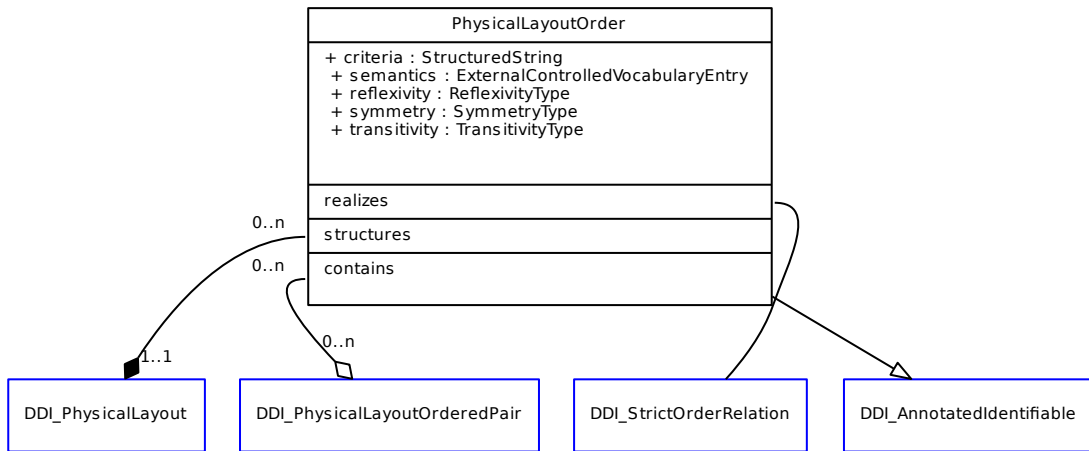 PhysicalLayoutOrder
+ criteria : StructuredString
+ semantics : ExternalControlledVocabularyEntry
+ reflexivity : ReflexivityType
+ symmetry : SymmetryType
+ transitivity : TransitivityType
realizes
0..n
structures
0..n
contains
0..n
1..1
DDI_PhysicalLayout
DDI_PhysicalLayoutOrderedPair
DDI_StrictOrderRelation
DDI_AnnotatedIdentifiable